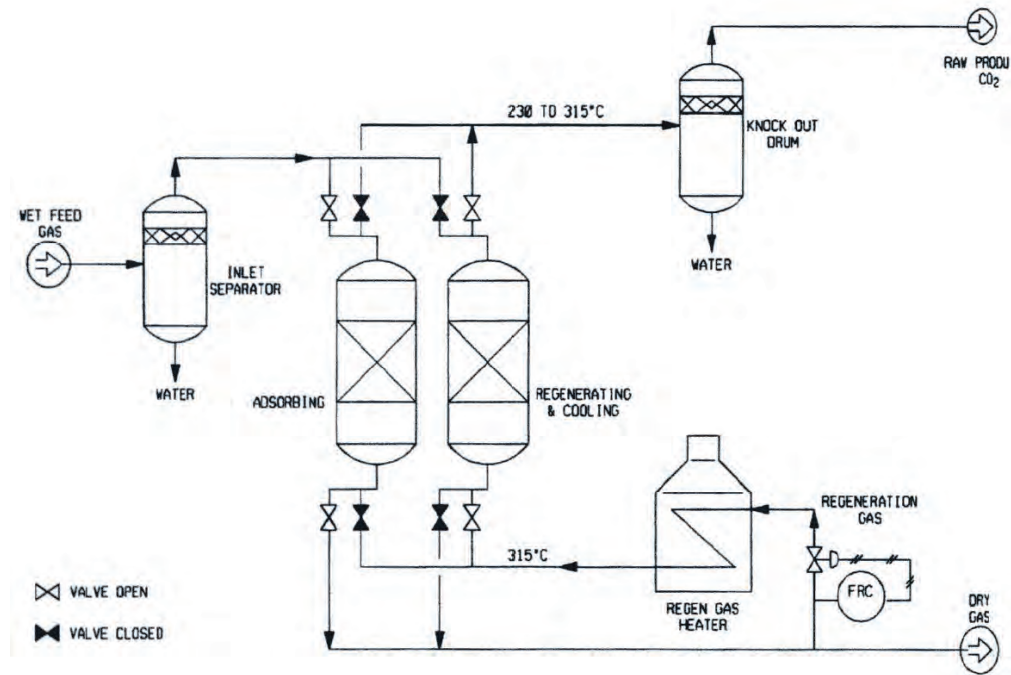 RAW PRODU
CO₂
230 TO 315°C
KNOCK OUT
DRUM
WET FEED
GAS
INLET
SEPARATOR
WATER
WATER
ADSORBING
REGENERATING
& COOLING
REGENERATION
GAS
315°C
VALVE OPEN
FRC
VALVE CLOSED
REGEN GAS
HEATER
DRY
GAS